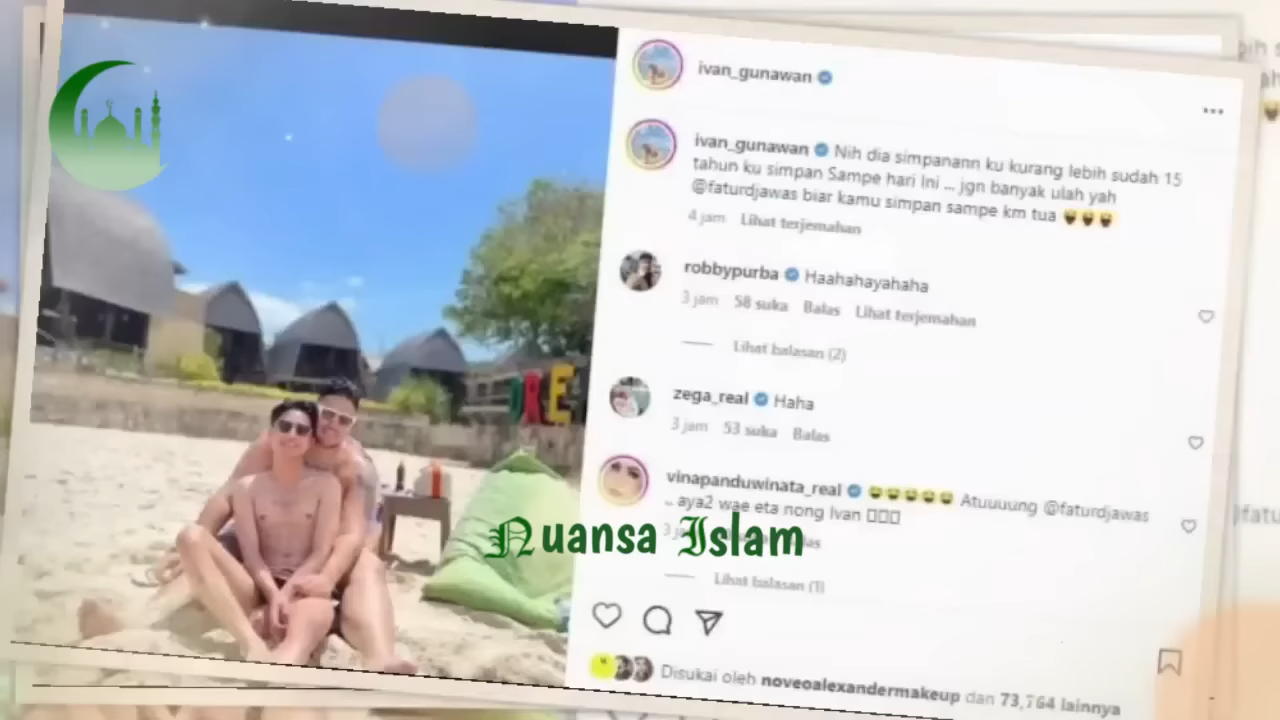 ivan_gunawan
ivan_gunawan Nih dia simpanann ku kurang lebih sudah 15
tahun ku simpan Sampe hari Ini ... jgn banyak ulah yah
@faturdjawas biar kamu simpan sampe km tua
4 jam Lihat terjemahan
robbypurba Haahahayahaha
3 jam 58 suka Balas Lihat terjemahan
Lihat balasan (2)
zega_real Haha
3 jam 53 suka Balas
vinapanduwinata_real Atuuuung @faturdjawas
.. aya2 wae eta nong Ivan
Nuansa Islam
Lihat balasan (1)
Disukai oleh noveoalexandermakeup dan 73,764 lainnya